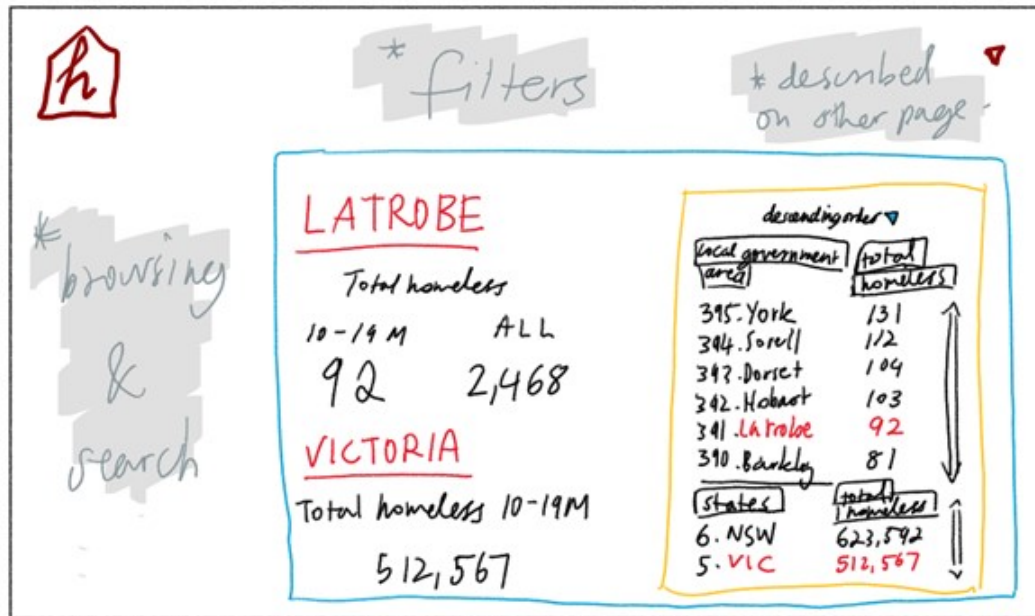 h
* filters
* described
on other page.
* browsing
&
search
LATROBE
Total homeless
10-19 M ALL
92 2,468
VICTORIA
Total homeless 10-19M
512,567
descending order
local government total
area homeless
395. York 131
394. Sorell 112
393. Dorset 104
392. Hobart 103
391. Latrobe 92
390. Barkley 81
states total
homeless
6. NSW 623,592
5. VIC 512,567